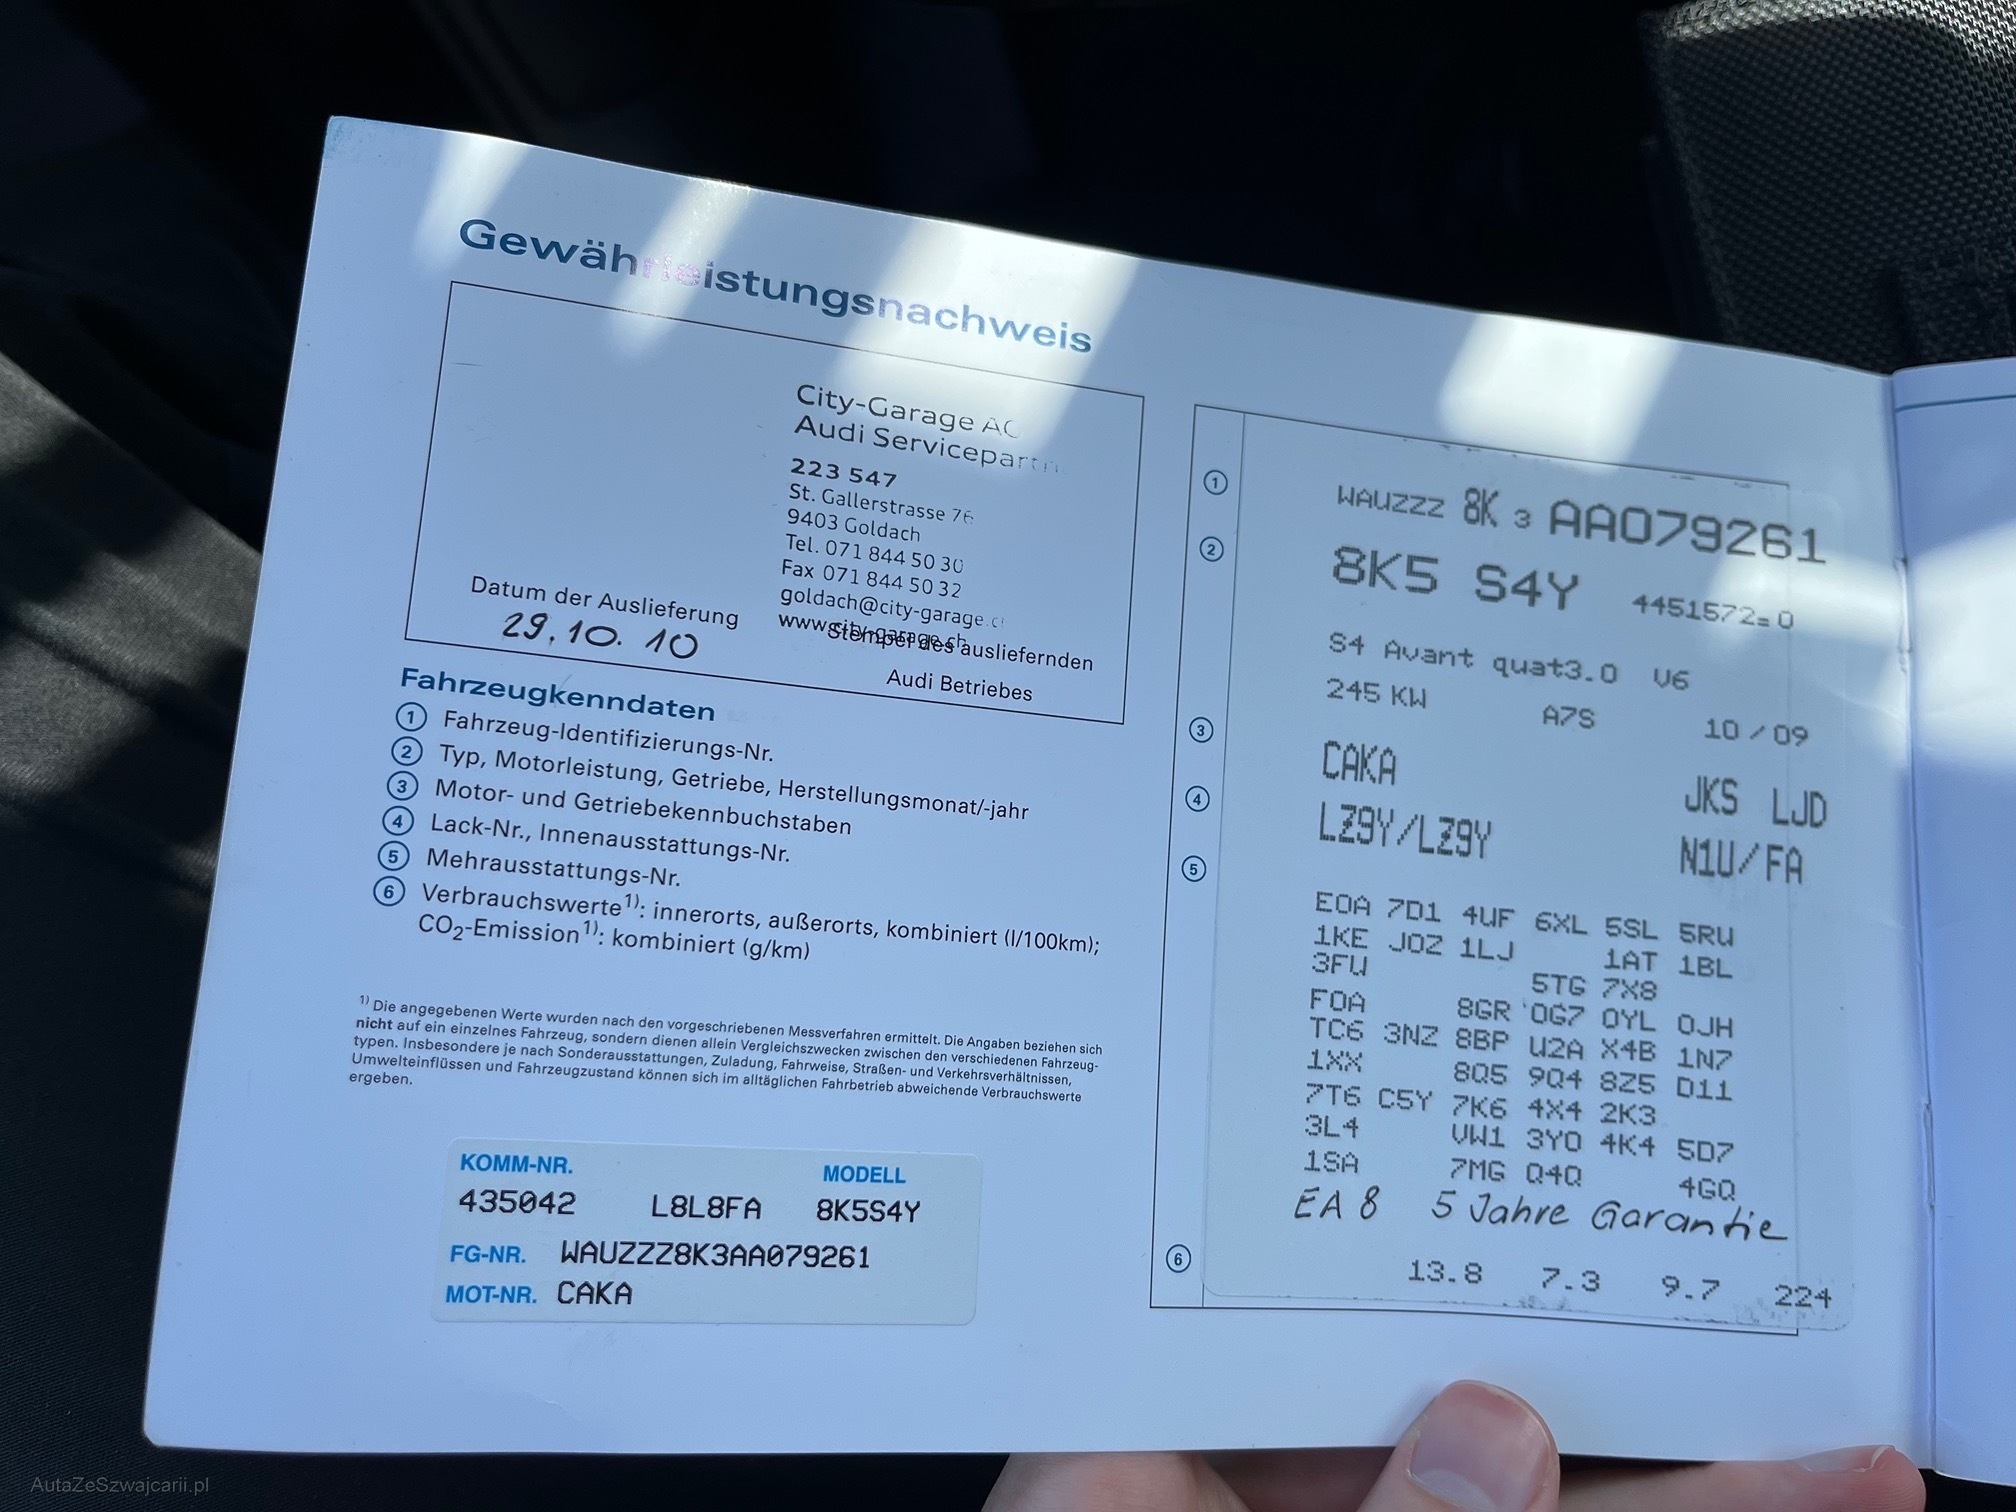 Gewährleistungsnachweis
City-Garage AG
Audi Servicepartn
223 547
St. Gallerstrasse 76
9403 Goldach
Tel. 071 844 50 30
Fax 071 844 50 32
goldach@city-garage.c
www.city-garage.ch
Datum der Auslieferung
29.10.10
Stempel des ausliefernden
Audi Betriebes
Fahrzeugkenndaten
1 Fahrzeug-Identifizierungs-Nr.
2 Typ, Motorleistung, Getriebe, Herstellungsmonat/-jahr
3 Motor- und Getriebekennbuchstaben
4 Lack-Nr., Innenausstattungs-Nr.
5 Mehrausstattungs-Nr.
6 Verbrauchswerte1): innerorts, außerorts, kombiniert (l/100km);
CO2-Emission1): kombiniert (g/km)
1) Die angegebenen Werte wurden nach den vorgeschriebenen Messverfahren ermittelt. Die Angaben beziehen sich
nicht auf ein einzelnes Fahrzeug, sondern dienen allein Vergleichszwecken zwischen den verschiedenen Fahrzeug-
typen. Insbesondere je nach Sonderausstattungen, Zuladung, Fahrweise, Straßen- und Verkehrsverhältnissen,
Umwelteinflüssen und Fahrzeugzustand können sich im alltäglichen Fahrbetrieb abweichende Verbrauchswerte
ergeben.
KOMM-NR. MODELL
435042 L8L8FA 8K5S4Y
FG-NR. WAUZZZ8K3AA079261
MOT-NR. CAKA
1 WAUZZZ 8K 3 AA079261
2 8K5 S4Y 4451572=0
S4 Avant quat3.0 V6
245 KW A7S 10/09
3 CAKA JKS LJD
4 LZ9Y/LZ9Y N1U/FA
5
E0A 7D1 4UF 6XL 5SL 5RU
1KE J0Z 1LJ 1AT 1BL
3FU 5TG 7X8
F0A 8GR 0G7 0YL 0JH
TC6 3NZ 8BP U2A X4B 1N7
1XX 8Q5 9Q4 8Z5 D11
7T6 C5Y 7K6 4X4 2K3
3L4 VW1 3Y0 4K4 5D7
1SA 7MG Q4Q 4GQ
EA8 5 Jahre Garantie
6 13.8 7.3 9.7 224
AutaZeSzwajcarii.pl